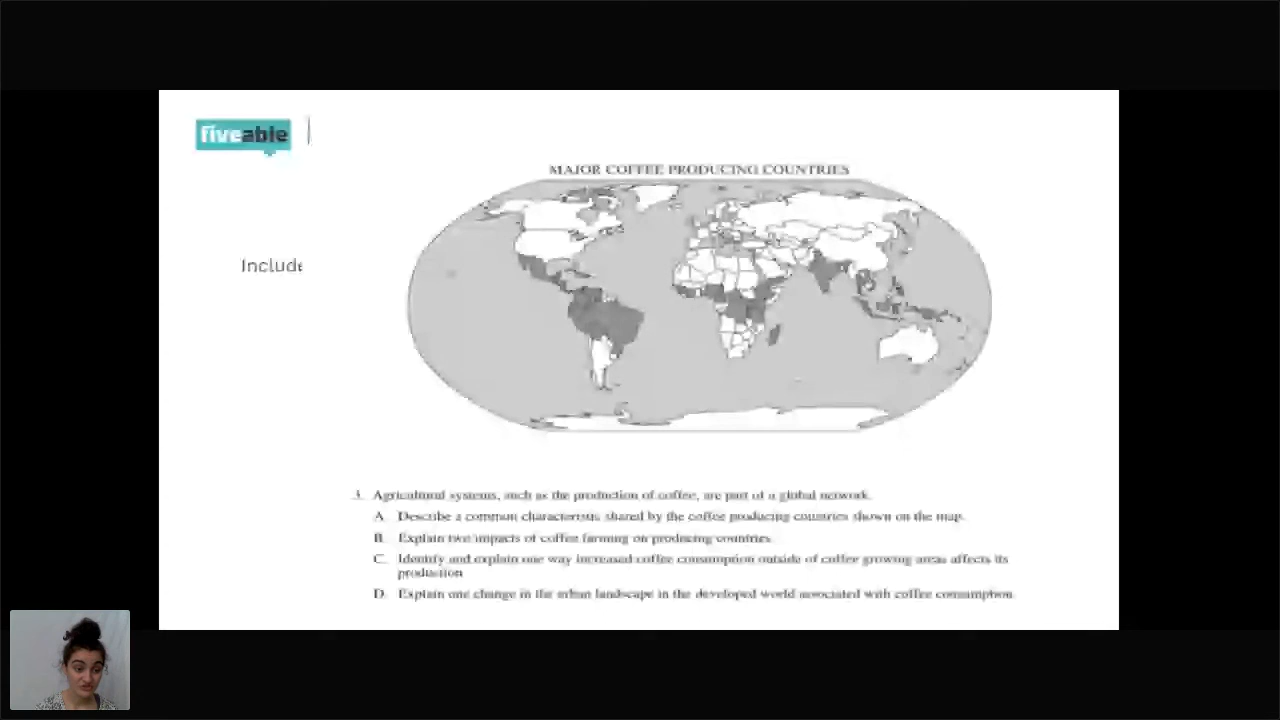 fiveable
MAJOR COFFEE PRODUCING COUNTRIES
Include
3. Agricultural systems, such as the production of coffee, are part of a global network.
A. Describe a common characteristic shared by the coffee producing countries shown on the map.
B. Explain two impacts of coffee farming on producing countries.
C. Identify and explain one way increased coffee consumption outside of coffee growing areas affects its
production.
D. Explain one change in the urban landscape in the developed world associated with coffee consumption.